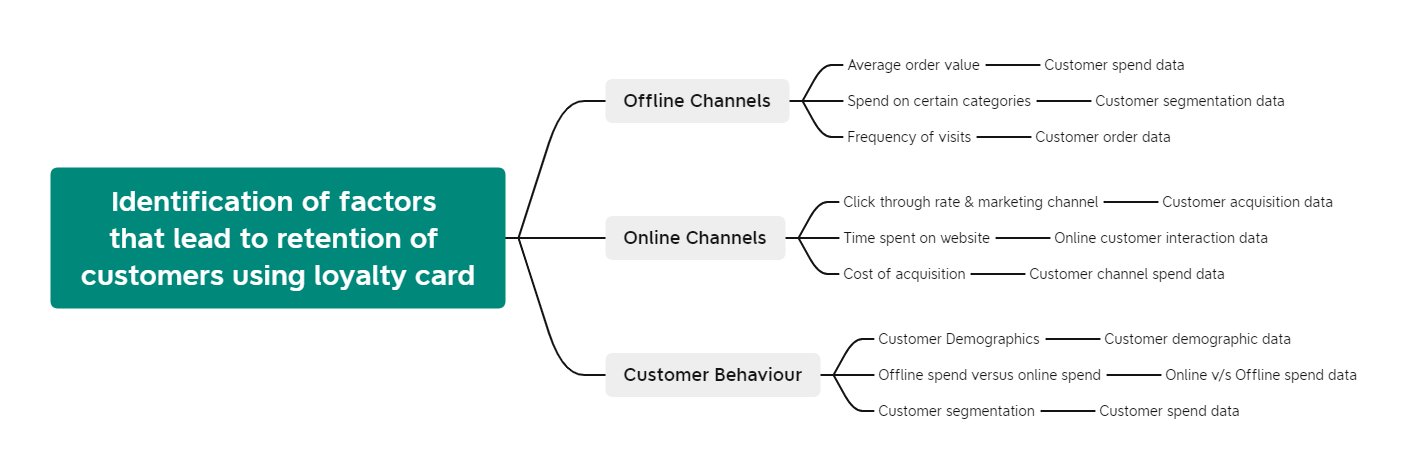 Identification of factors
that lead to retention of
customers using loyalty card
Offline Channels
Average order value
Customer spend data
Spend on certain categories
Customer segmentation data
Frequency of visits
Customer order data
Online Channels
Click through rate & marketing channel
Customer acquisition data
Time spent on website
Online customer interaction data
Cost of acquisition
Customer channel spend data
Customer Behaviour
Customer Demographics
Customer demographic data
Offline spend versus online spend
Online v/s Offline spend data
Customer segmentation
Customer spend data